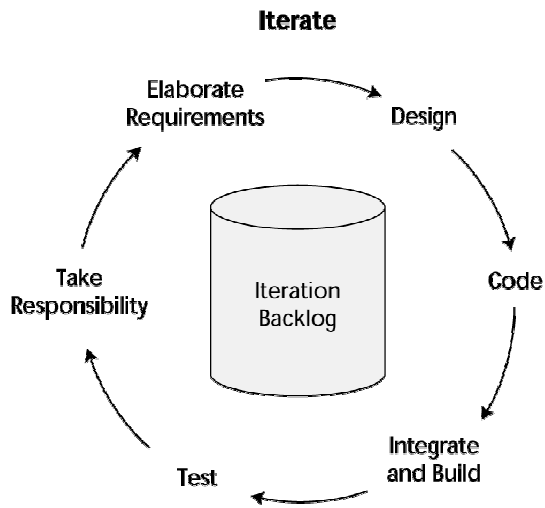 Iterate
Elaborate
Requirements
Design
Code
Integrate
and Build
Test
Take
Responsibility
Iteration
Backlog